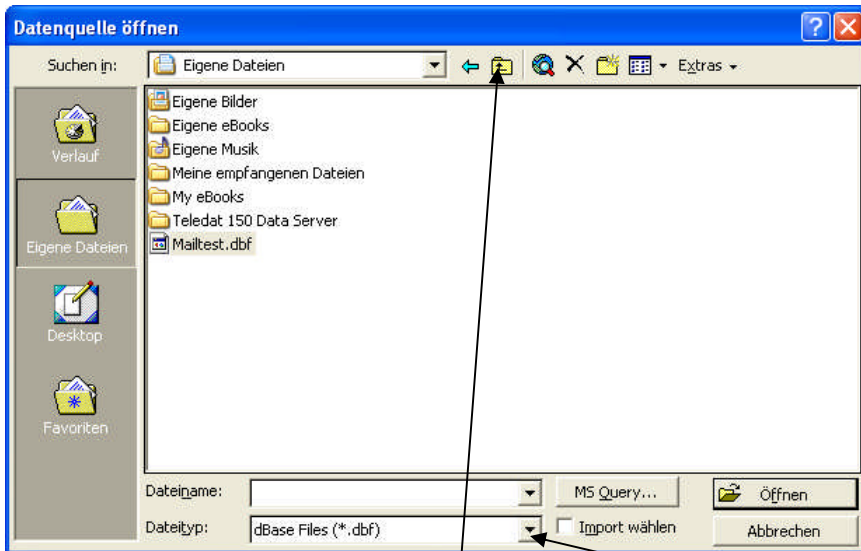 Datenquelle öffnen
Suchen in: Eigene Dateien Extras
Verlauf
Eigene Dateien
Desktop
Favoriten
Eigene Bilder
Eigene eBooks
Eigene Musik
Meine empfangenen Dateien
My eBooks
Teledat 150 Data Server
Mailtest.dbf
Dateiname: MS Query... Öffnen
Dateityp: dBase Files (*.dbf) Import wählen Abbrechen